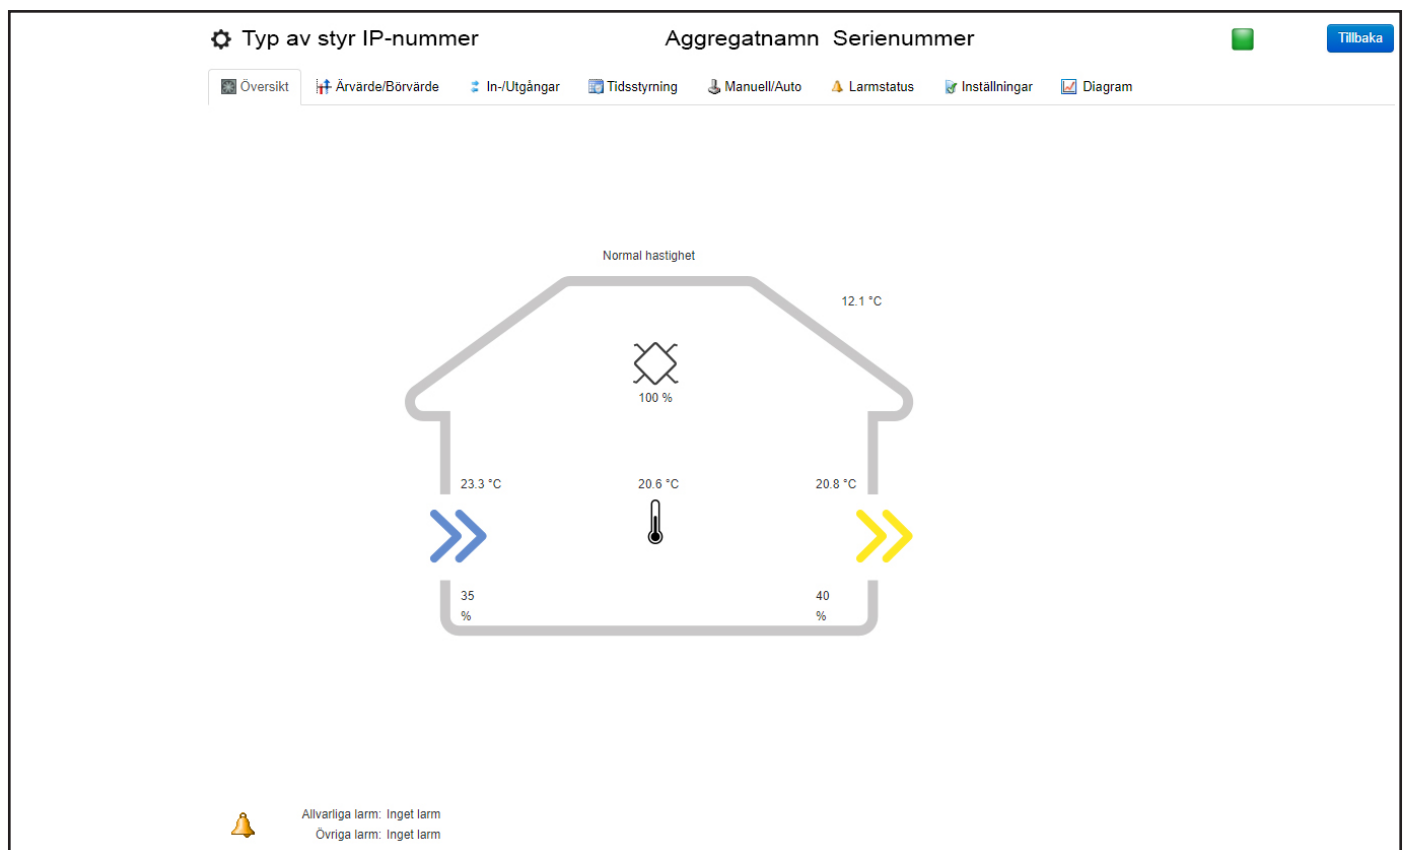 Typ av styr IP-nummer Aggregatnamn Serienummer Tillbaka
Översikt Ärvärde/Börvärde In-/Utgångar Tidsstyrning Manuell/Auto Larmstatus Inställningar Diagram
Normal hastighet
12.1 °C
100 %
23.3 °C 20.6 °C 20.8 °C
35 40
% %
Allvarliga larm: Inget larm
Övriga larm: Inget larm